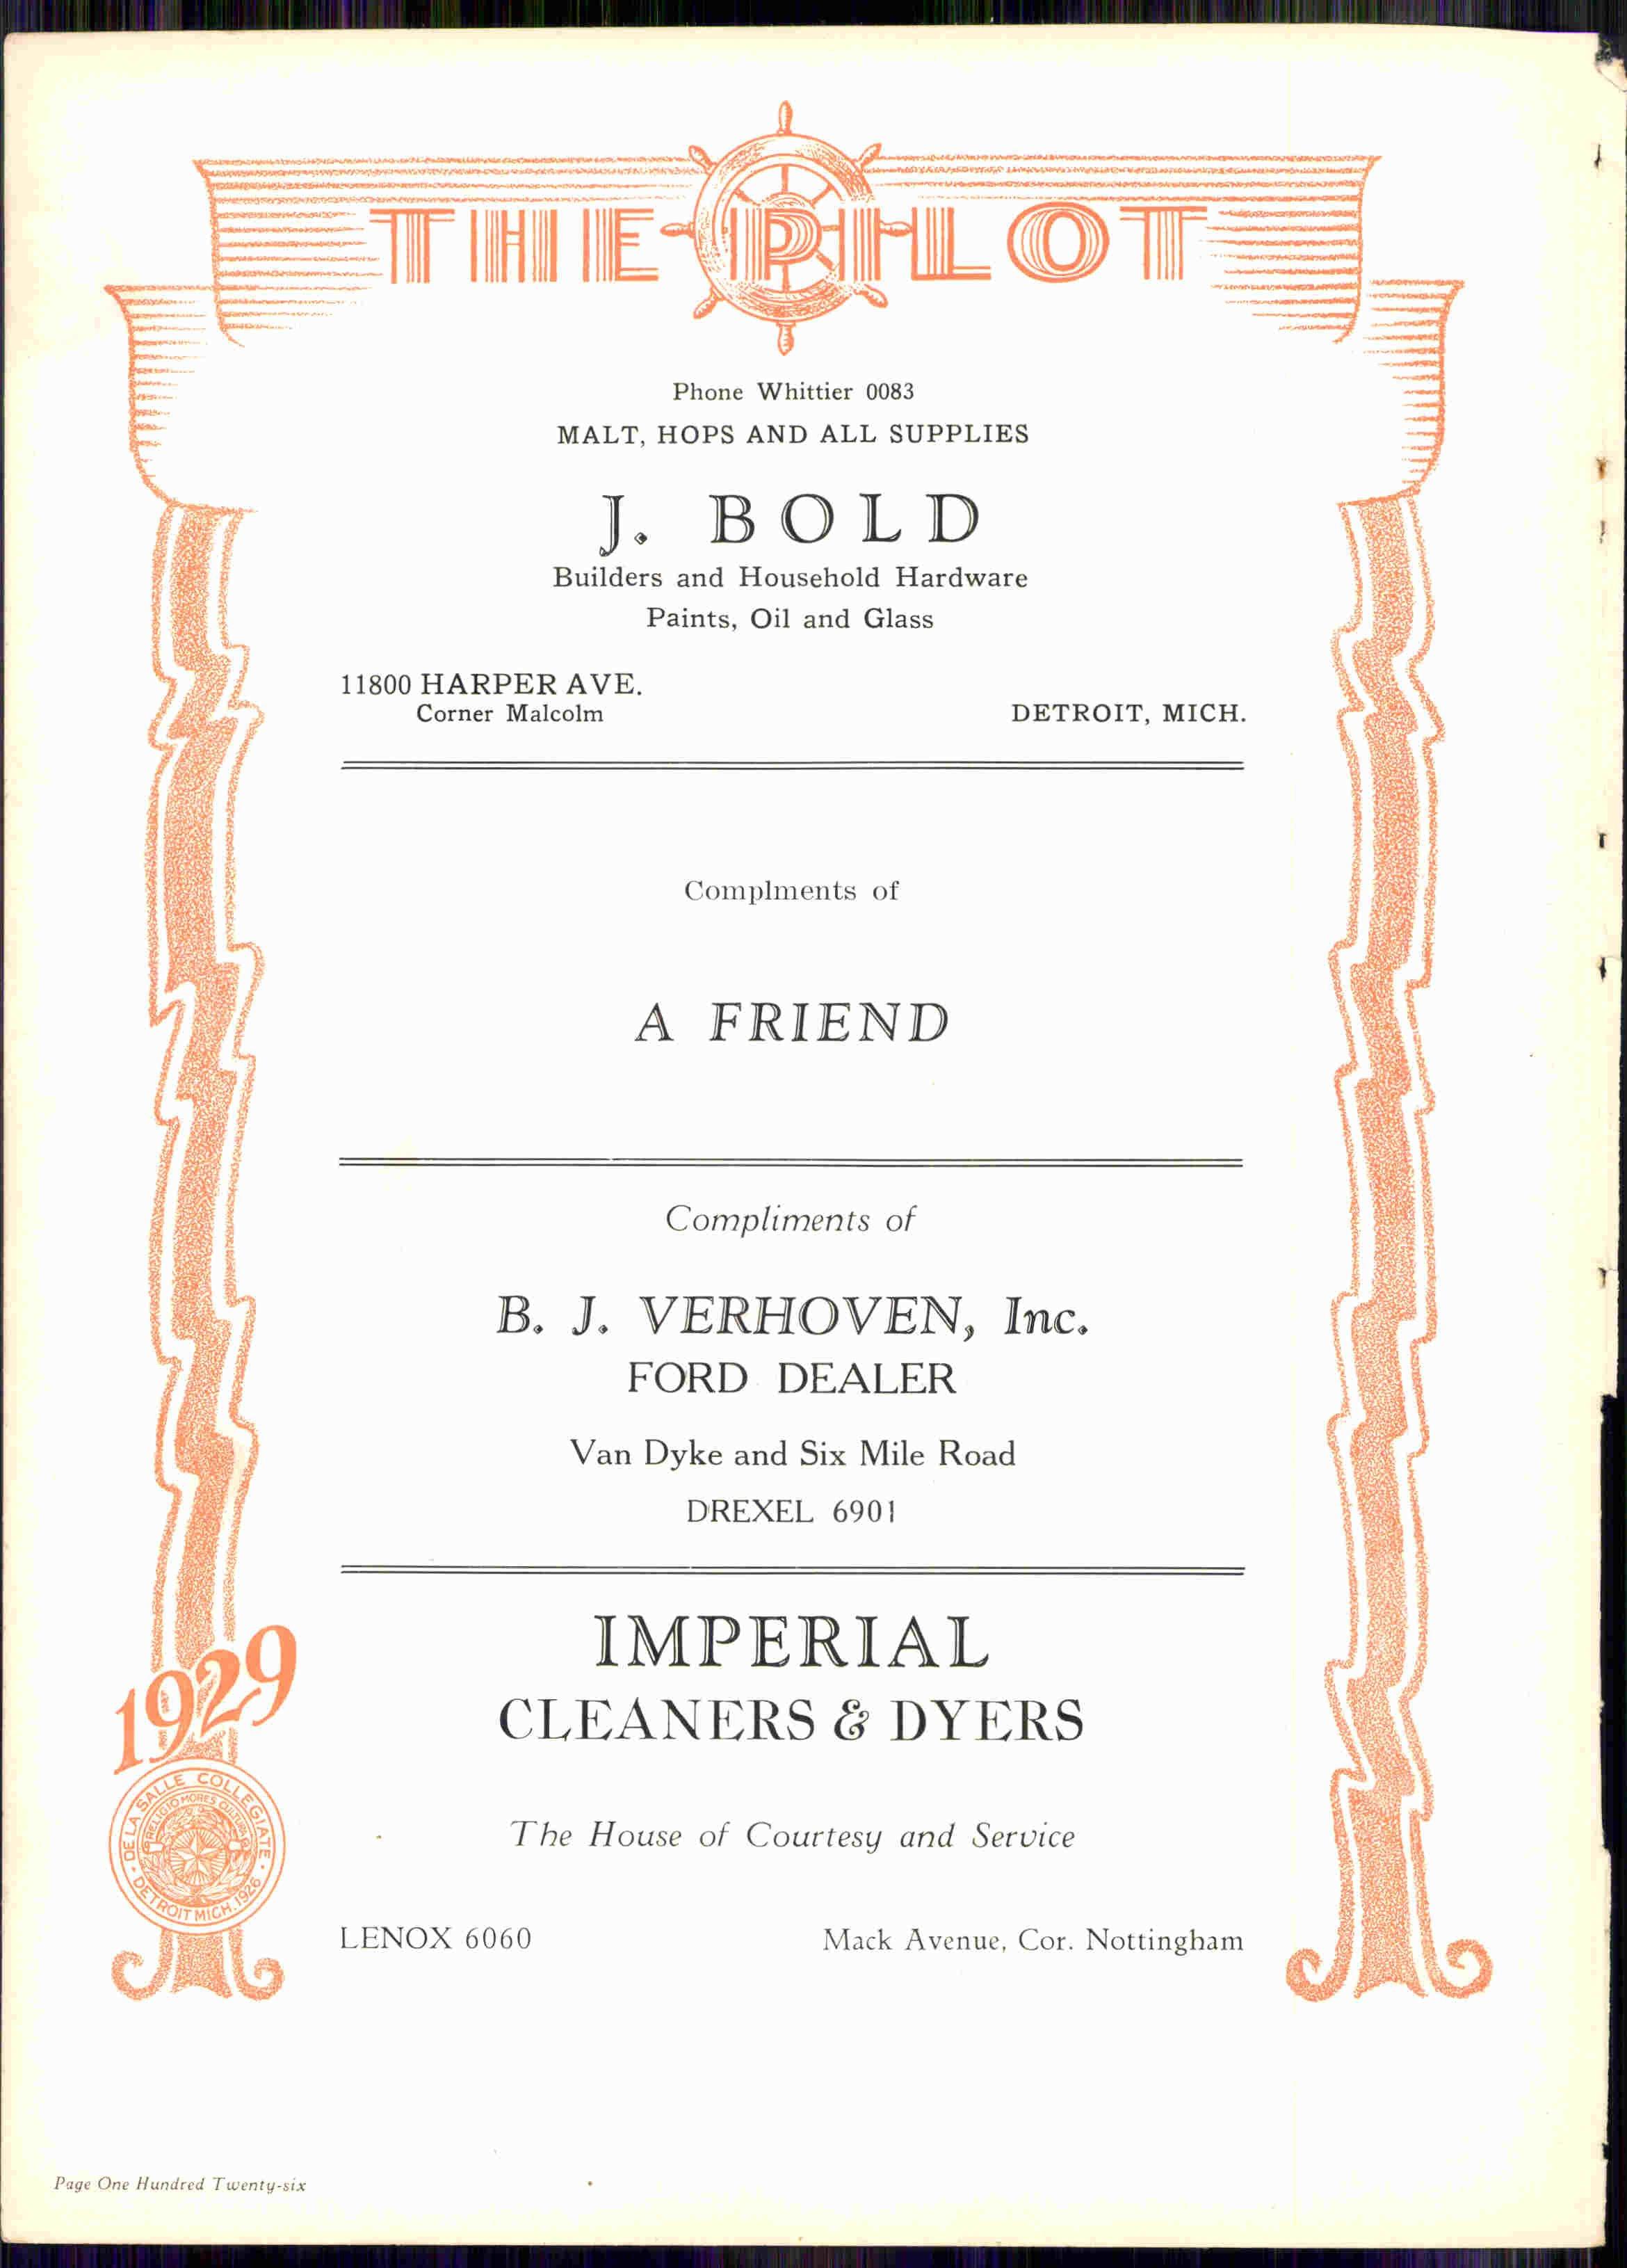 THE PILOT
Phone Whittier 0083
MALT, HOPS AND ALL SUPPLIES
J. BOLD
Builders and Household Hardware
Paints, Oil and Glass
11800 HARPER AVE.
Corner Malcolm
DETROIT, MICH.
Complments of
A FRIEND
Compliments of
B. J. VERHOVEN, Inc.
FORD DEALER
Van Dyke and Six Mile Road
DREXEL 6901
IMPERIAL
CLEANERS & DYERS
The House of Courtesy and Service
LENOX 6060
Mack Avenue, Cor. Nottingham
1929
DE LA SALLE COLLEGIATE
DETROIT MICH. 1926
RELIGIO MORES CULTURA
Page One Hundred Twenty-six